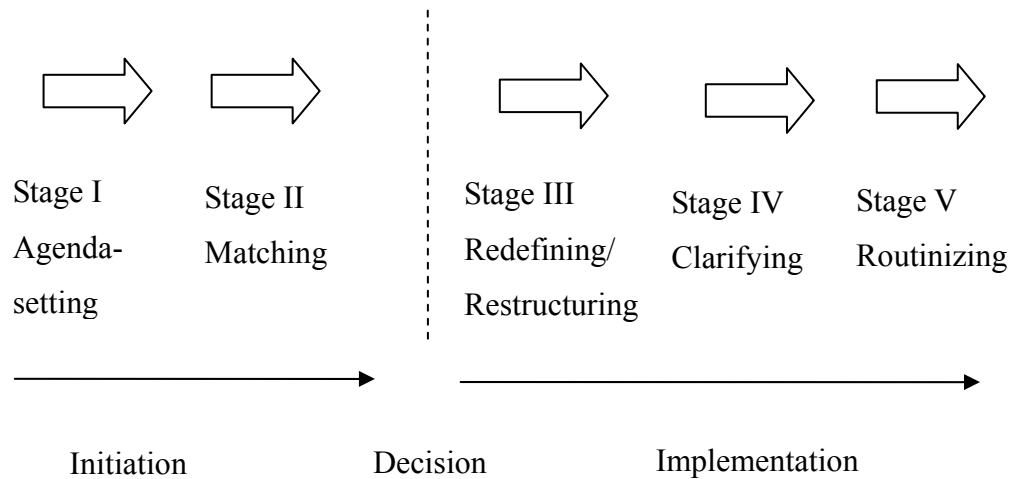 Stage I
Agenda-
setting
Stage II
Matching
Stage III
Redefining/
Restructuring
Stage IV
Clarifying
Stage V
Routinizing
Initiation
Decision
Implementation